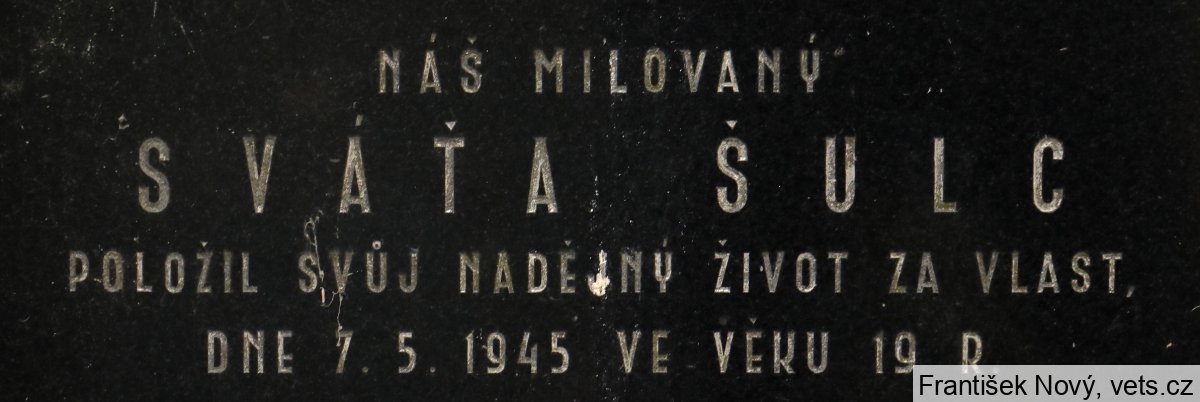 NÁŠ MILOVANÝ
SVÁŤA ŠULC
POLOŽIL SVŮJ NADĚJNÝ ŽIVOT ZA VLAST,
DNE 7. 5. 1945 VE VĚKU 19 R.
František Nový, vets.cz